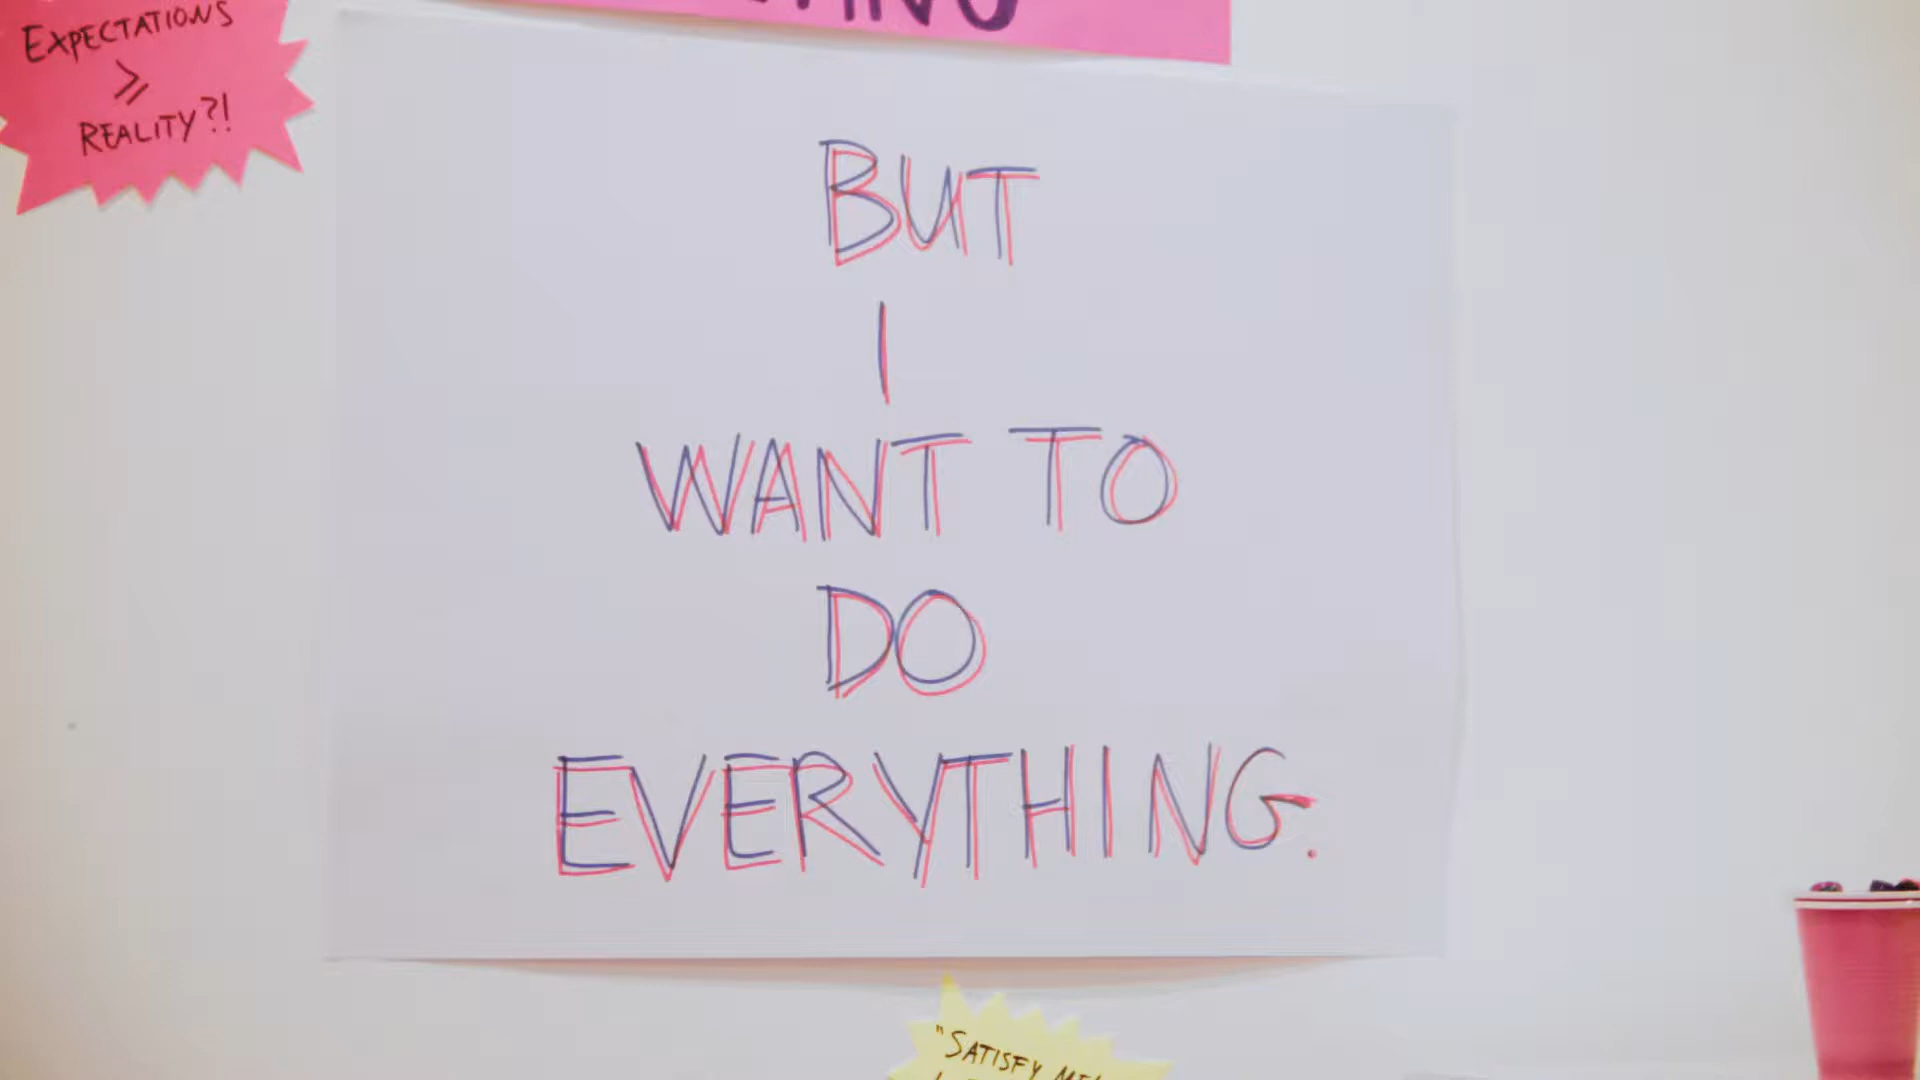 EXPECTATIONS
⩾
REALITY?!
BUT
I
WANT TO
DO
EVERYTHING.
"SATISFY